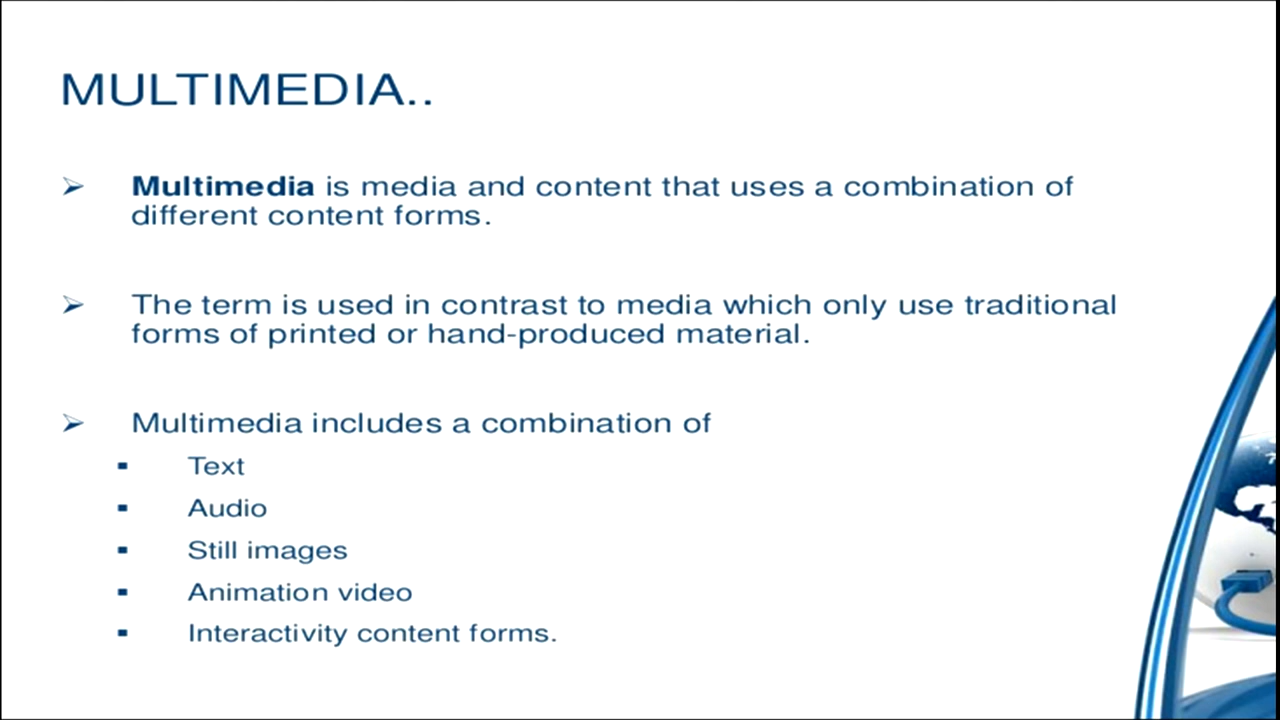 MULTIMEDIA..
➢ Multimedia is media and content that uses a combination of
different content forms.
➢ The term is used in contrast to media which only use traditional
forms of printed or hand-produced material.
➢ Multimedia includes a combination of
▪ Text
▪ Audio
▪ Still images
▪ Animation video
▪ Interactivity content forms.